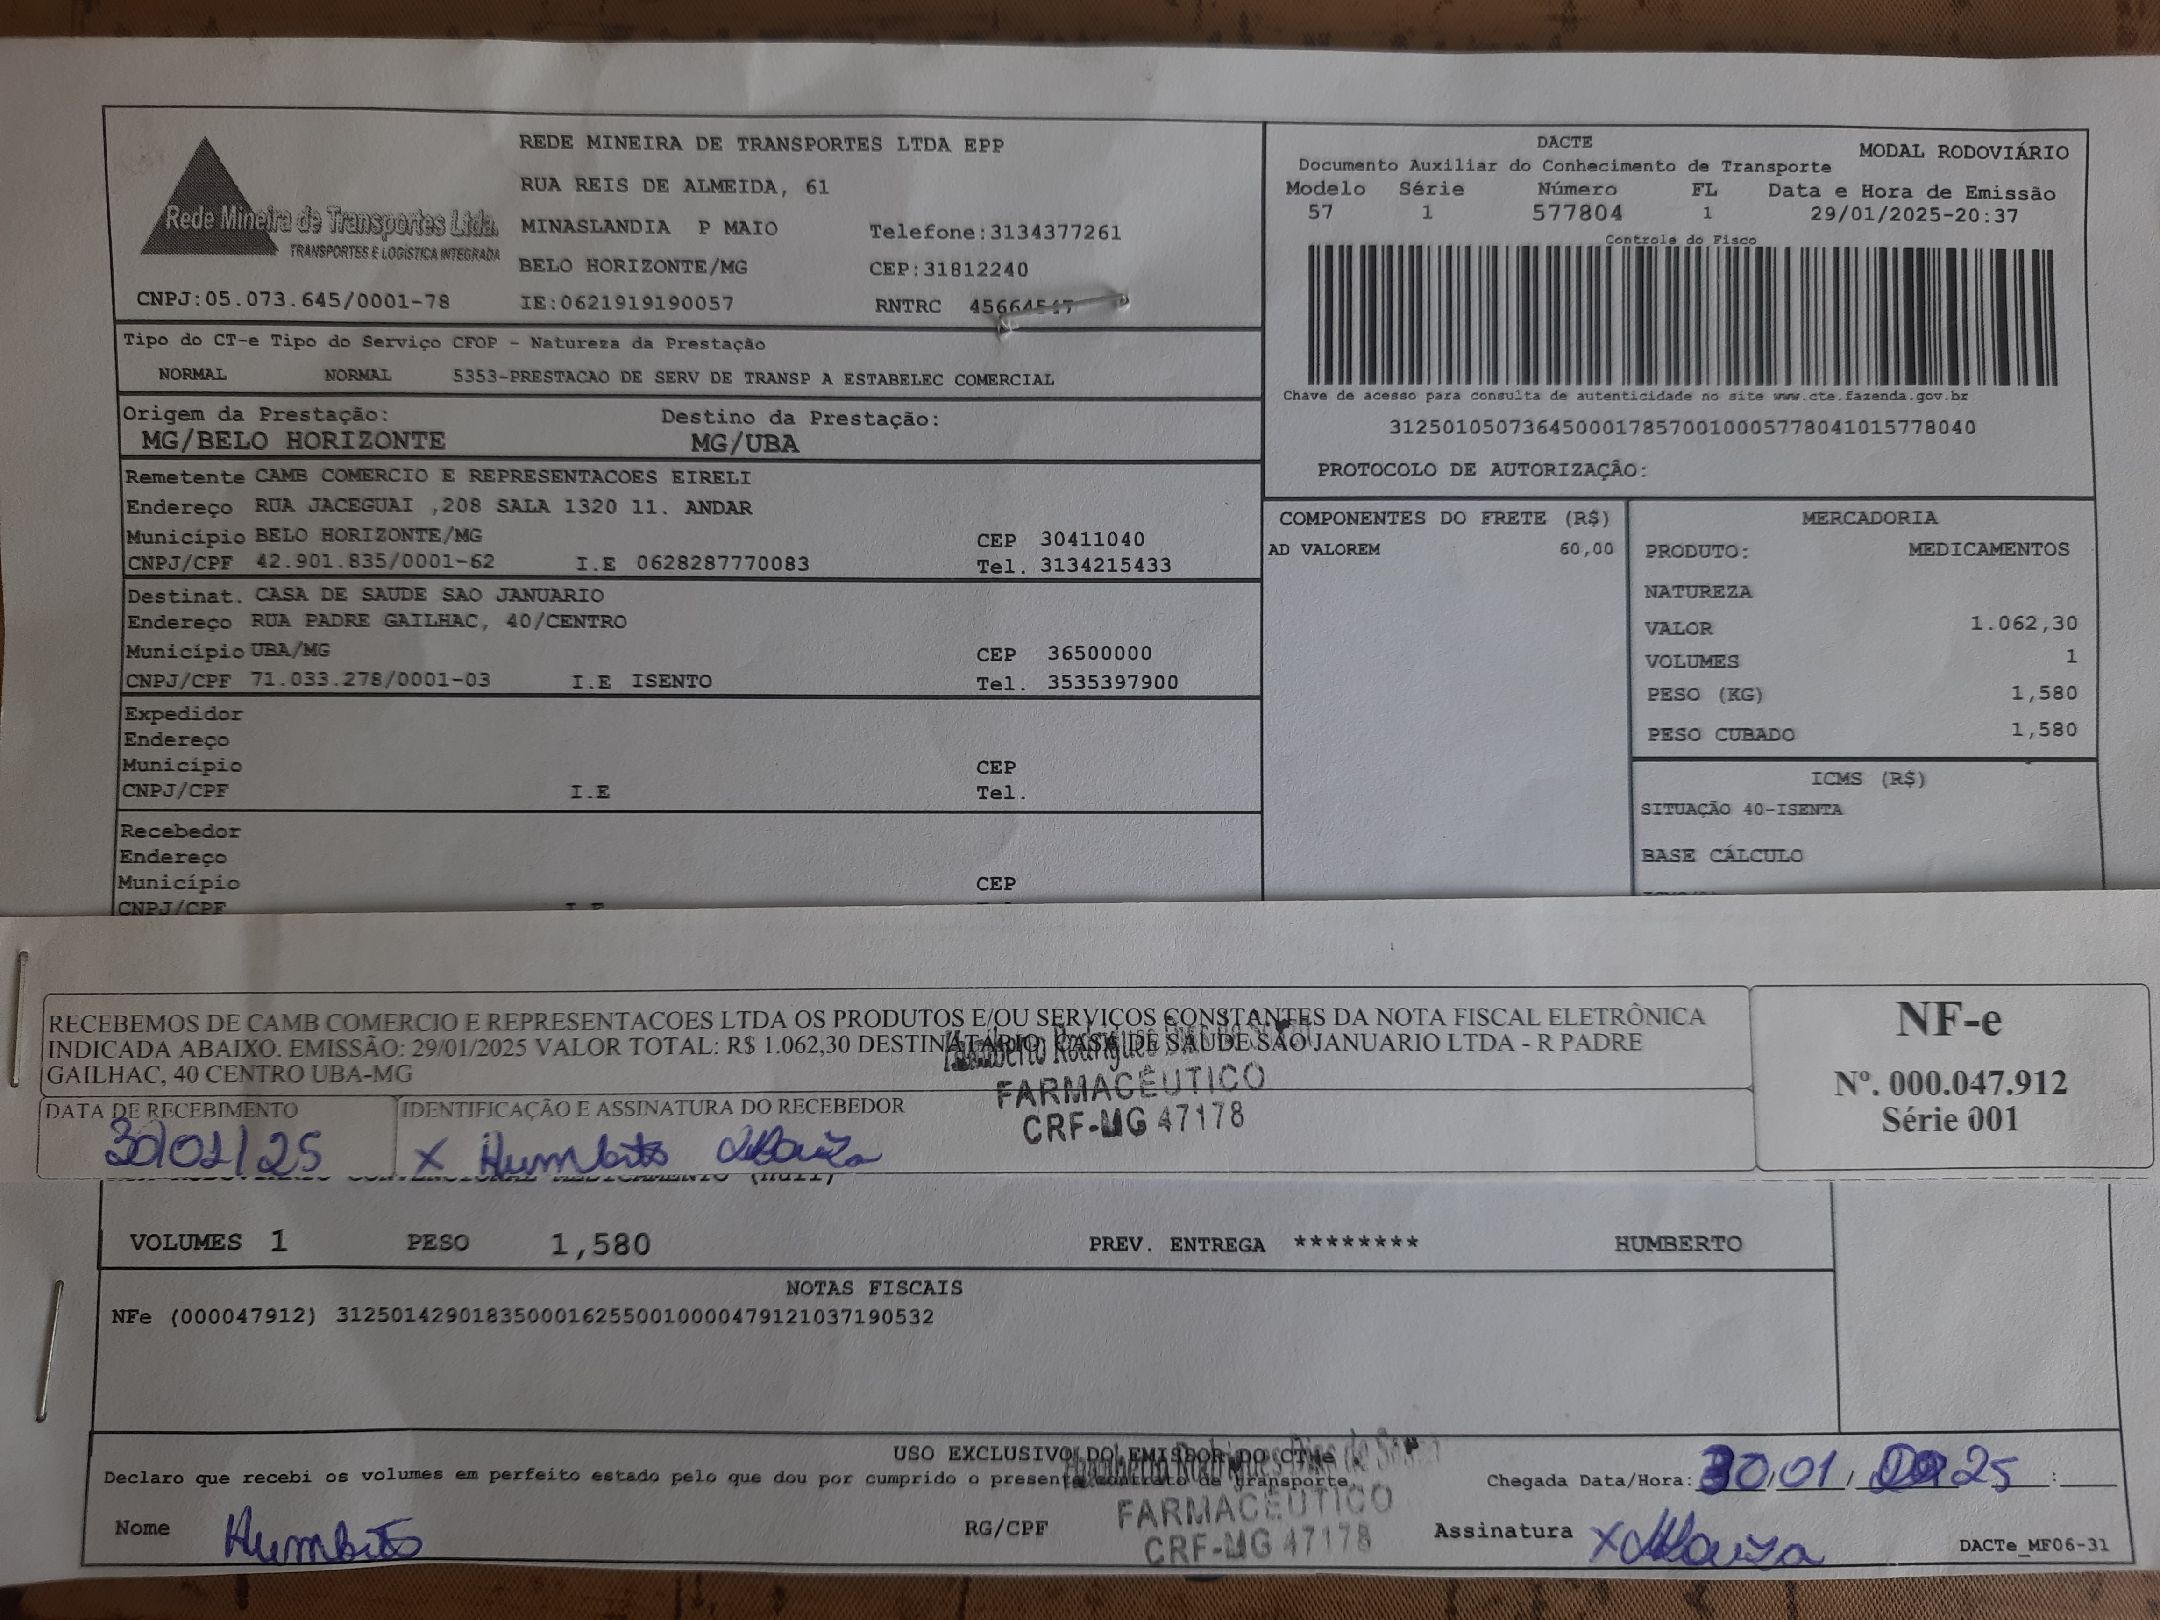 REDE MINEIRA DE TRANSPORTES LTDA EPP
RUA REIS DE ALMEIDA, 61
Rede Mineira de Transportes Ltda.
TRANSPORTES E LOGÍSTICA INTEGRADA
MINASLANDIA P MAIO Telefone:3134377261
BELO HORIZONTE/MG CEP:31812240
CNPJ:05.073.645/0001-78 IE:0621919190057 RNTRC
Tipo do CT-e Tipo do Serviço CFOP - Natureza da Prestação
NORMAL NORMAL 5353-PRESTACAO DE SERV DE TRANSP A ESTABELEC COMERCIAL
Origem da Prestação: Destino da Prestação:
MG/BELO HORIZONTE MG/UBA
Remetente CAMB COMERCIO E REPRESENTACOES EIRELI
Endereço RUA JACEGUAI ,208 SALA 1320 11. ANDAR
Município BELO HORIZONTE/MG CEP 30411040
CNPJ/CPF 42.901.835/0001-62 I.E 0628287770083 Tel. 3134215433
Destinat. CASA DE SAUDE SAO JANUARIO
Endereço RUA PADRE GAILHAC, 40/CENTRO
Município UBA/MG CEP 36500000
CNPJ/CPF 71.033.278/0001-03 I.E ISENTO Tel. 3535397900
Expedidor
Endereço
Município CEP
CNPJ/CPF I.E Tel.
Recebedor
Endereço
Município CEP
CNPJ/CPF I.E
DACTE
Documento Auxiliar do Conhecimento de Transporte MODAL RODOVIÁRIO
Modelo Série Número FL Data e Hora de Emissão
57 1 577804 1 29/01/2025-20:37
Controle do Fisco
Chave de acesso para consulta de autenticidade no site www.cte.fazenda.gov.br
31250105073645000178570010005778041015778040
PROTOCOLO DE AUTORIZAÇÃO:
COMPONENTES DO FRETE (R$)
AD VALOREM 60,00
MERCADORIA
PRODUTO: MEDICAMENTOS
NATUREZA
VALOR 1.062,30
VOLUMES 1
PESO (KG) 1,580
PESO CUBADO 1,580
ICMS (R$)
SITUAÇÃO 40-ISENTA
BASE CÁLCULO
RECEBEMOS DE CAMB COMERCIO E REPRESENTACOES LTDA OS PRODUTOS E/OU SERVIÇOS CONSTANTES DA NOTA FISCAL ELETRÔNICA
INDICADA ABAIXO. EMISSÃO: 29/01/2025 VALOR TOTAL: R$ 1.062,30 DESTINATÁRIO: CASA DE SAUDE SAO JANUARIO LTDA - R PADRE
GAILHAC, 40 CENTRO UBA-MG
FARMACÊUTICO
CRF-MG 47178
DATA DE RECEBIMENTO IDENTIFICAÇÃO E ASSINATURA DO RECEBEDOR
30/01/25 X Humberto
NF-e
Nº. 000.047.912
Série 001
VOLUMES 1 PESO 1,580 PREV. ENTREGA ******** HUMBERTO
NOTAS FISCAIS
NFe (000047912) 31250142901835000162550010000479121037190532
USO EXCLUSIVO DO EMISSOR DO CTHe
Declaro que recebi os volumes em perfeito estado pelo que dou por cumprido o presente contrato de transporte. Chegada Data/Hora: 30/01/ 25 :
FARMACÊUTICO
CRF-MG 47178
Nome Humberto RG/CPF Assinatura X
DACTe_MF06-31